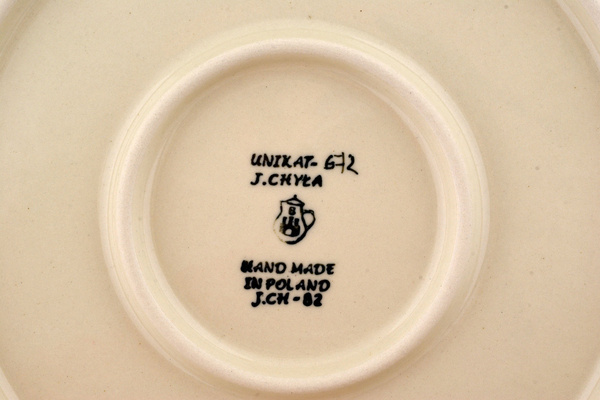 UNIKAT- 672
J.CHYŁA
B
HAND MADE
IN POLAND
J.CH - 82